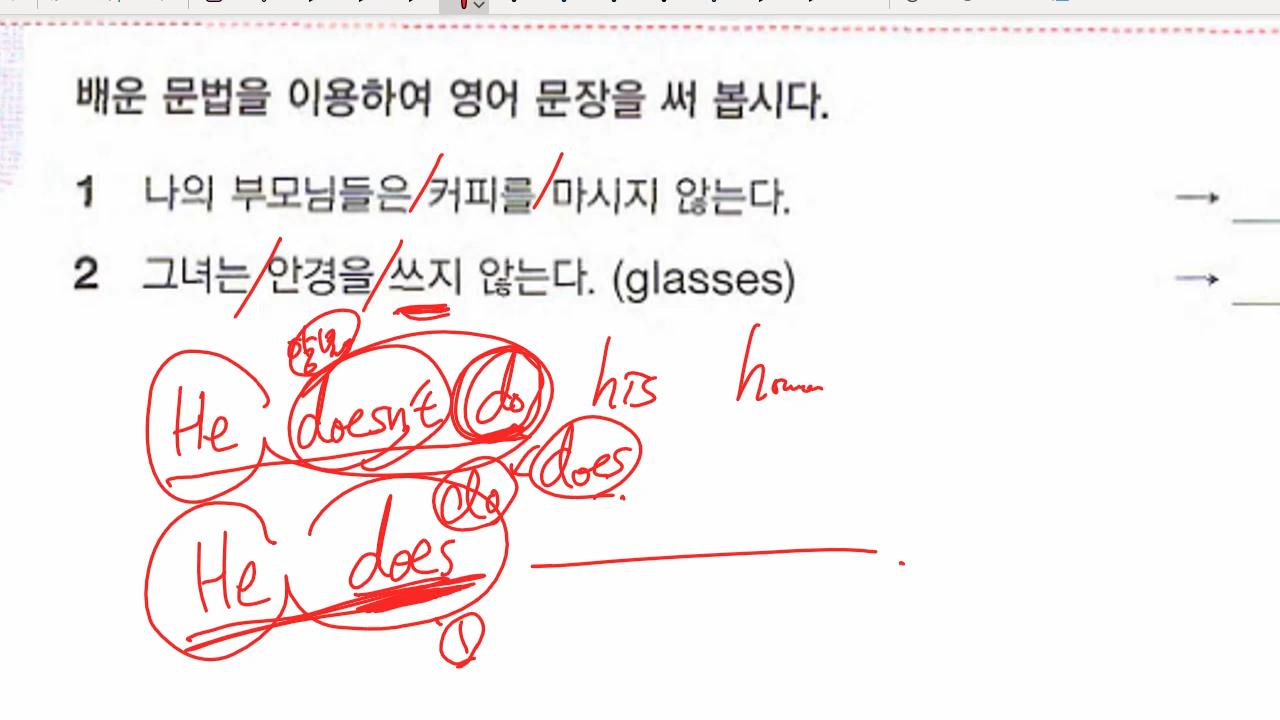 배운 문법을 이용하여 영어 문장을 써 봅시다.
1 나의 부모님들은/커피를/마시지 않는다. →
2 그녀는/안경을/쓰지 않는다. (glasses) →
He doesn't do his
do does
He does .
①